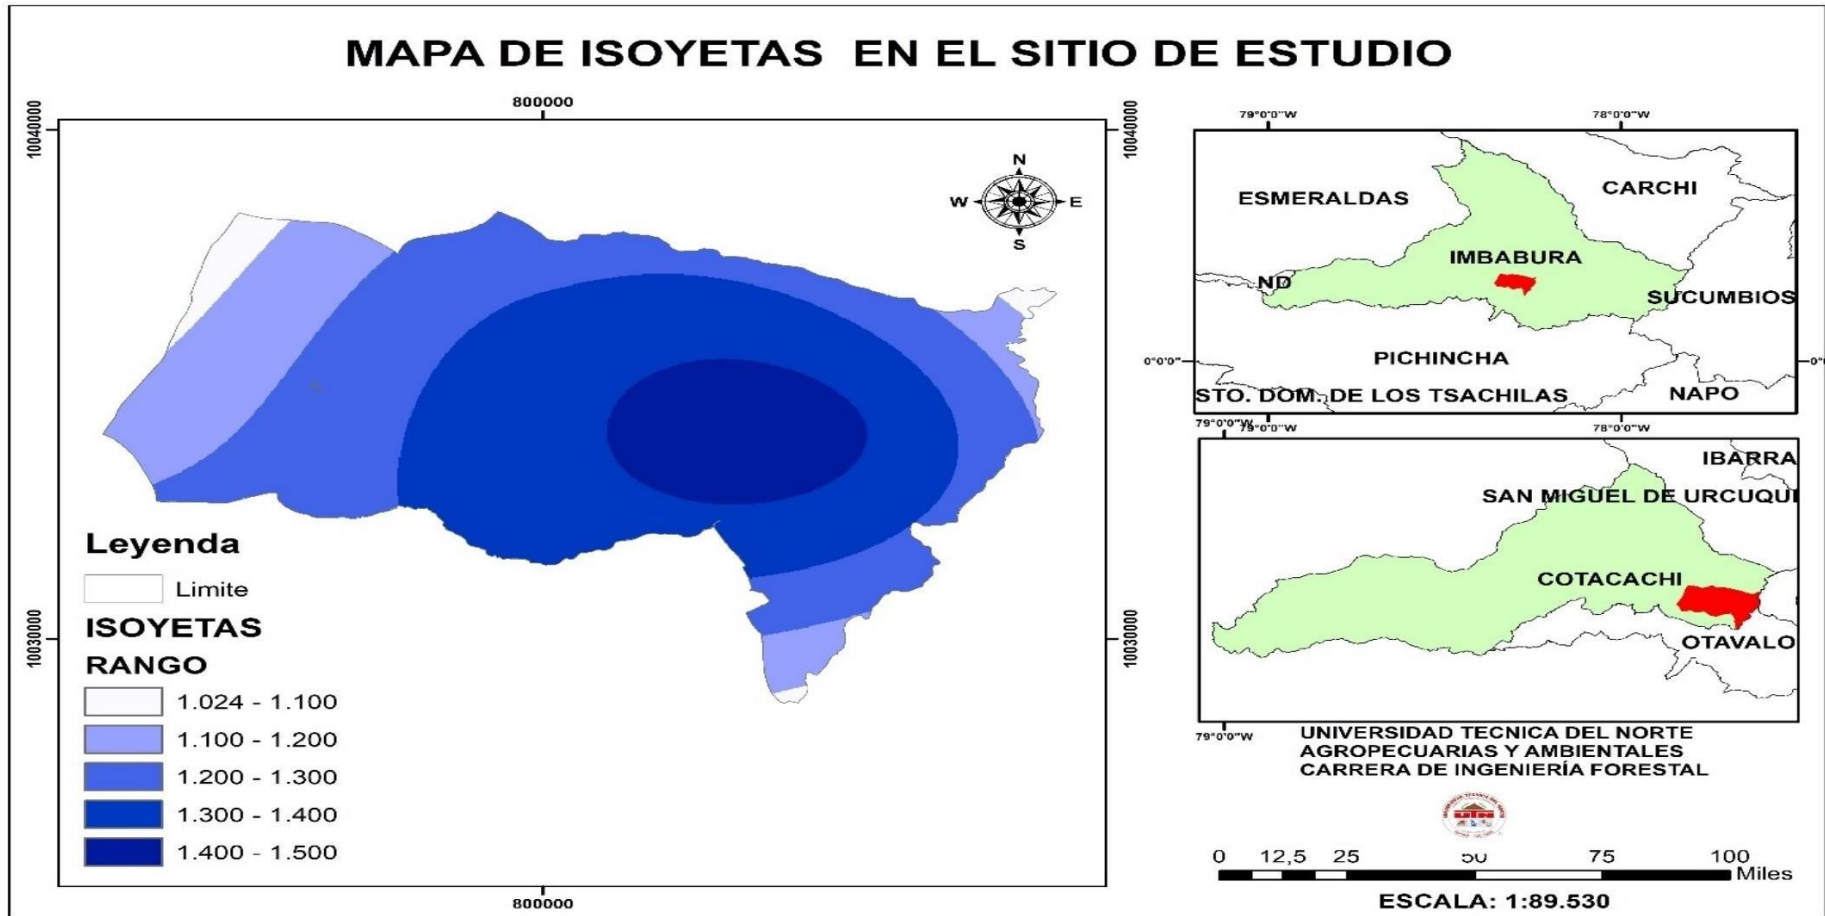 MAPA DE ISOYETAS EN EL SITIO DE ESTUDIO
800000
10040000
10040000
N
W
E
S
10030000
10030000
Leyenda
Limite
ISOYETAS
RANGO
1.024 - 1.100
1.100 - 1.200
1.200 - 1.300
1.300 - 1.400
1.400 - 1.500
800000
79°0'0"W
78°0'0"W
ESMERALDAS
CARCHI
IMBABURA
ND
SUCUMBIOS
0°0'0"
PICHINCHA
STO. DOM. DE LOS TSACHILAS
NAPO
79°0'0"W
79°0'0"W
78°0'0"W
IBARRA
SAN MIGUEL DE URCUQUI
COTACACHI
OTAVALO
79°0'0"W
UNIVERSIDAD TECNICA DEL NORTE
AGROPECUARIAS Y AMBIENTALES
CARRERA DE INGENIERÍA FORESTAL
UTN
0 12,5 25 50 75 100
Miles
ESCALA: 1:89.530